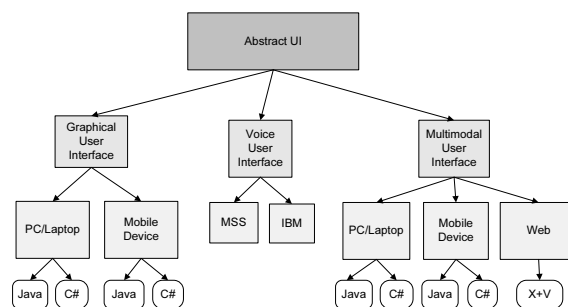 Abstract UI
Graphical
User
Interface
Voice
User
Interface
Multimodal
User
Interface
PC/Laptop
Mobile
Device
MSS
IBM
PC/Laptop
Mobile
Device
Web
Java
C#
Java
C#
Java
C#
Java
C#
X+V